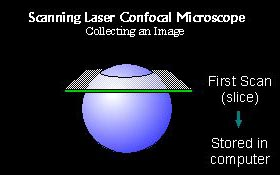 Scanning Laser Confocal Microscope
Collecting an Image
First Scan
(slice)
Stored in
computer